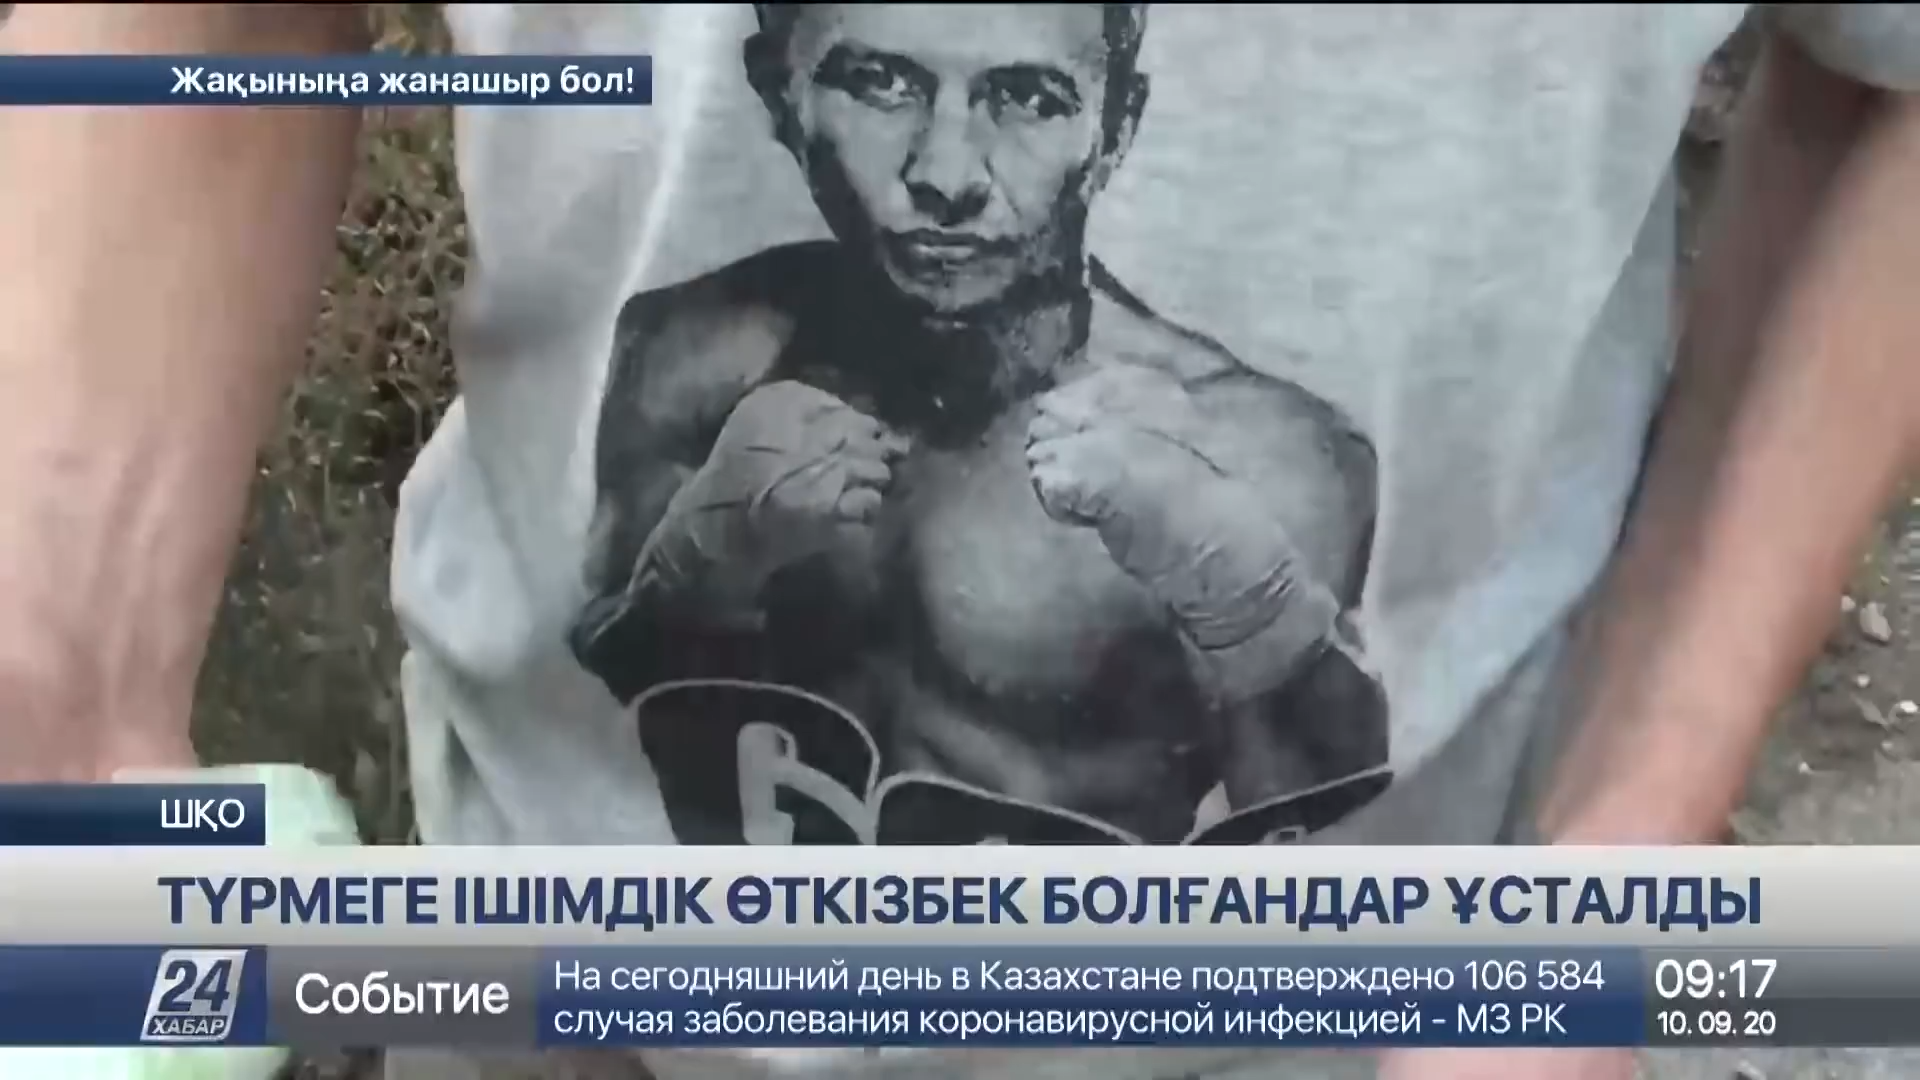 Жақыныңа жанашыр бол!
ШҚО
ТҮРМЕГЕ ІШІМДІК ӨТКІЗБЕК БОЛҒАНДАР ҰСТАЛДЫ
24
ХАБАР
Событие
На сегодняшний день в Казахстане подтверждено 106 584
случая заболевания коронавирусной инфекцией - МЗ РК
09:17
10. 09. 20